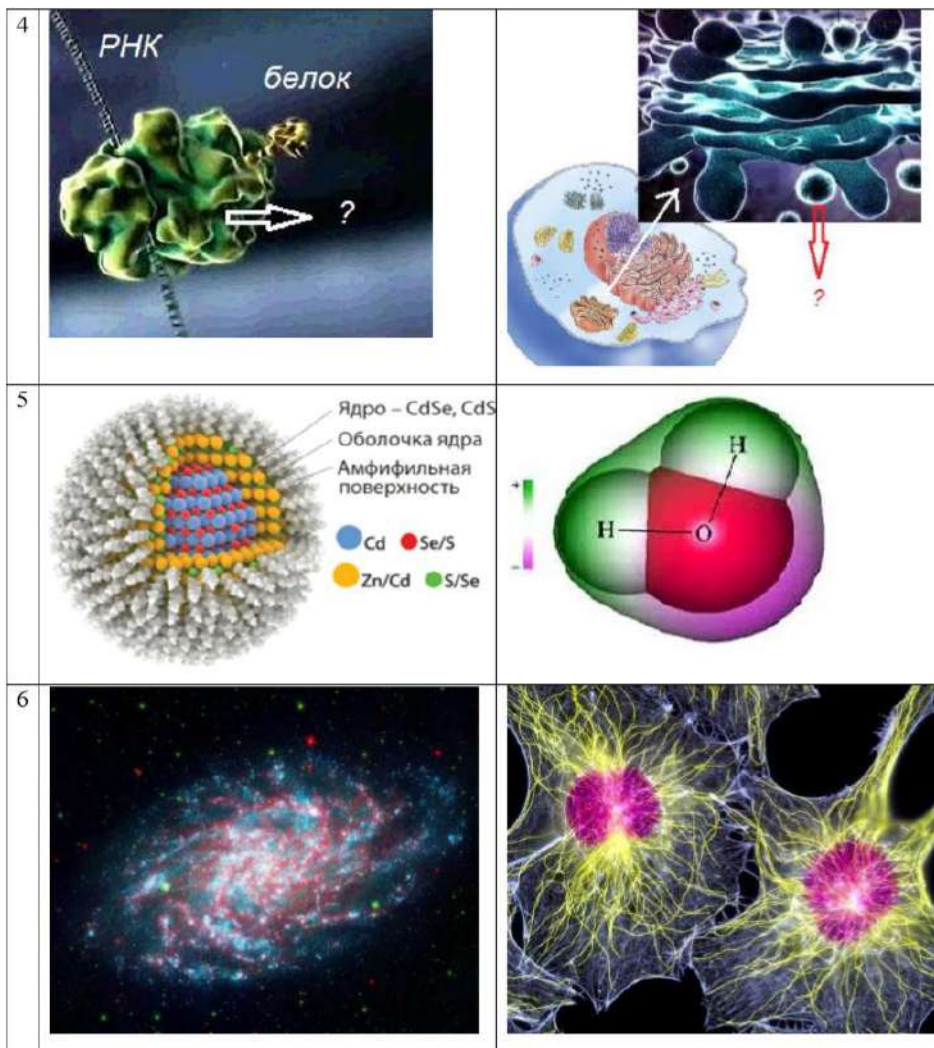 4
РНК
белок
?
?
5
Ядро – CdSe, CdS
Оболочка ядра
Амфифильная
поверхность
Cd Se/S
Zn/Cd S/Se
H
H O
6